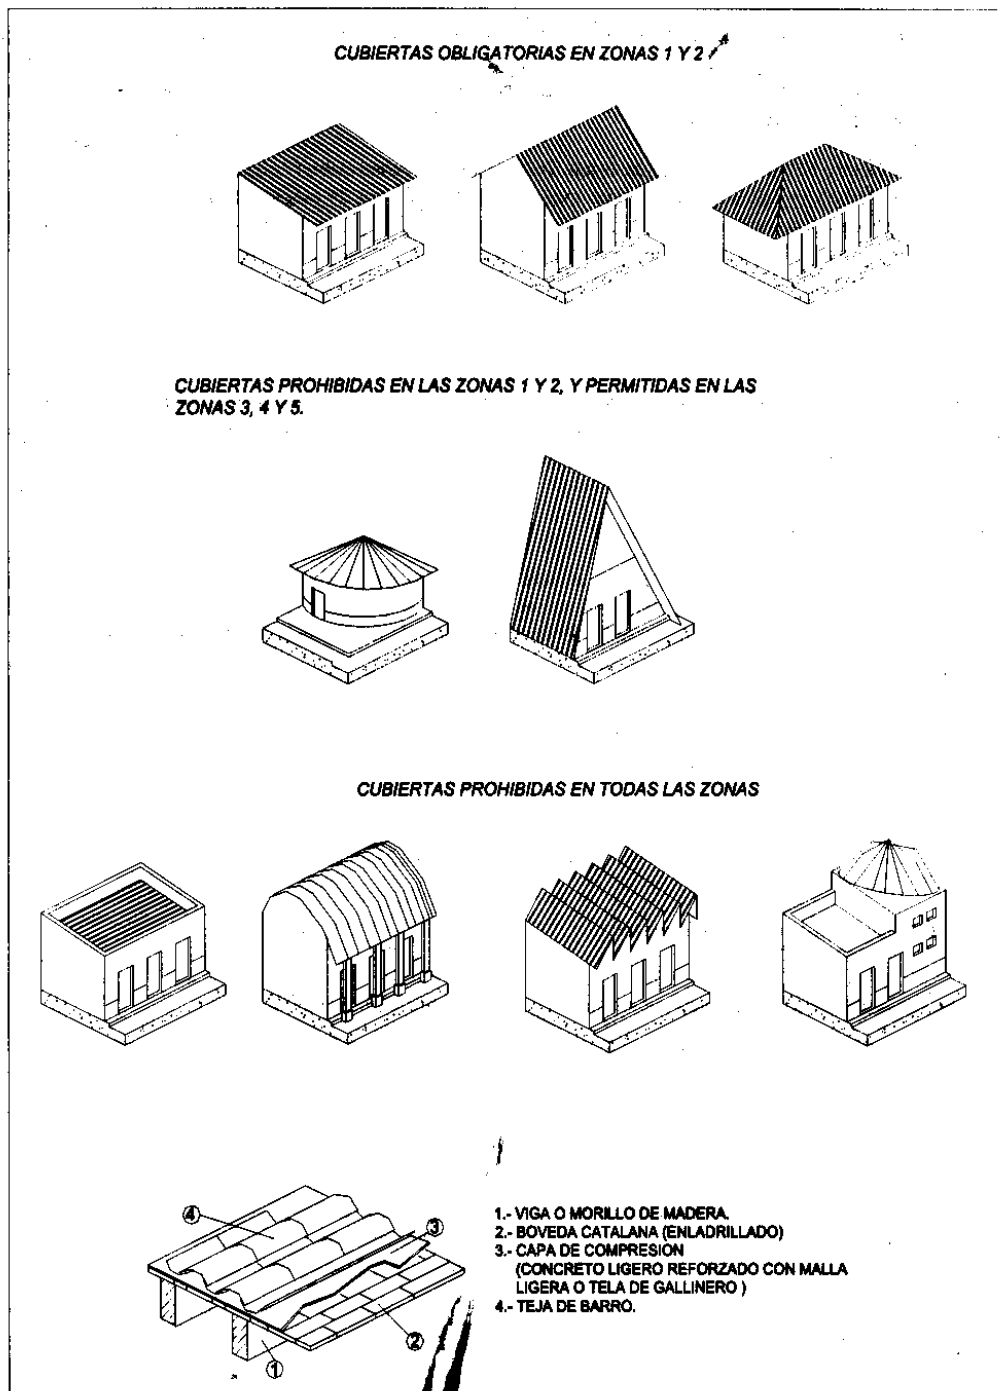 CUBIERTAS OBLIGATORIAS EN ZONAS 1 Y 2
CUBIERTAS PROHIBIDAS EN LAS ZONAS 1 Y 2, Y PERMITIDAS EN LAS
ZONAS 3, 4 Y 5.
CUBIERTAS PROHIBIDAS EN TODAS LAS ZONAS
4
3
2
1
1.- VIGA O MORILLO DE MADERA.
2.- BOVEDA CATALANA (ENLADRILLADO)
3.- CAPA DE COMPRESION
(CONCRETO LIGERO REFORZADO CON MALLA
LIGERA O TELA DE GALLINERO )
4.- TEJA DE BARRO.